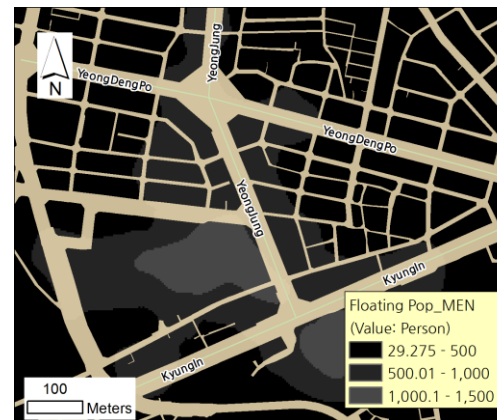 N
YeongJung
YeongDengPo
YeongDengPo
YeongJung
KyungIn
KyungIn
Floating Pop_MEN
(Value: Person)
29.275 - 500
500.01 - 1,000
1,000.1 - 1,500
100
Meters